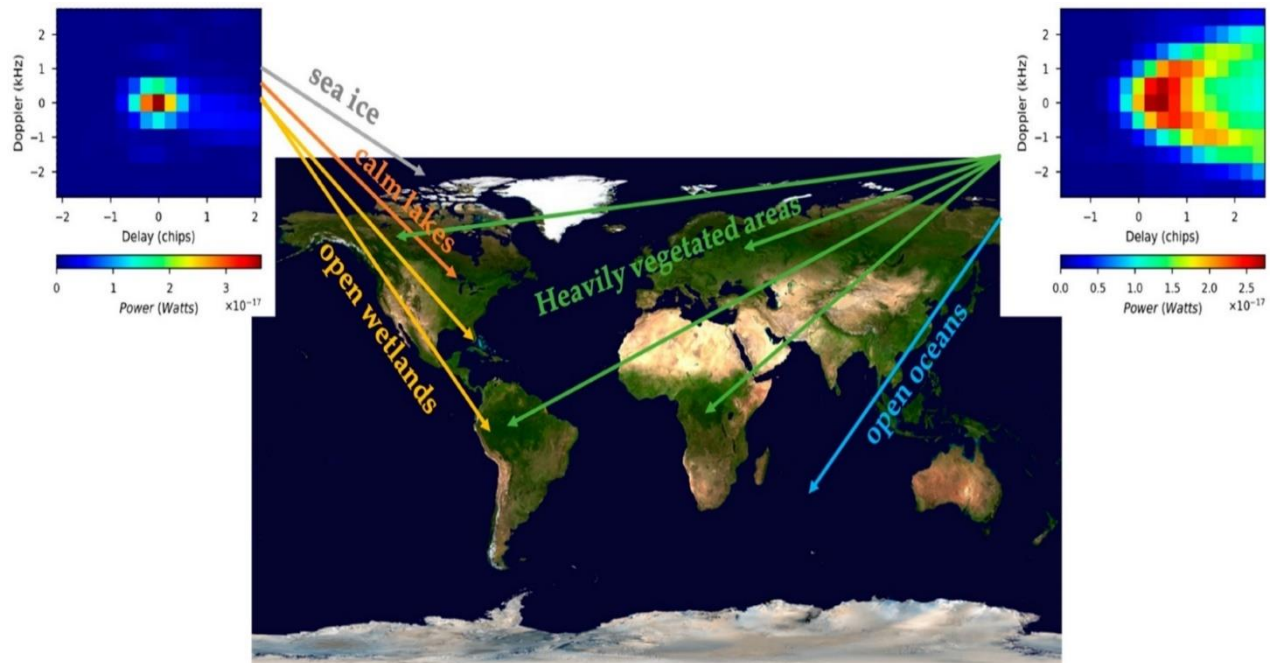 2
1
0
−1
−2
Doppler (kHz)
−2 −1 0 1 2
Delay (chips)
0 1 2 3
Power (Watts) ×10⁻¹⁷
sea ice
calm lakes
open wetlands
Heavily vegetated areas
open oceans
2
1
0
−1
−2
Doppler (kHz)
−1 0 1 2
Delay (chips)
0.0 0.5 1.0 1.5 2.0 2.5
Power (Watts) ×10⁻¹⁷